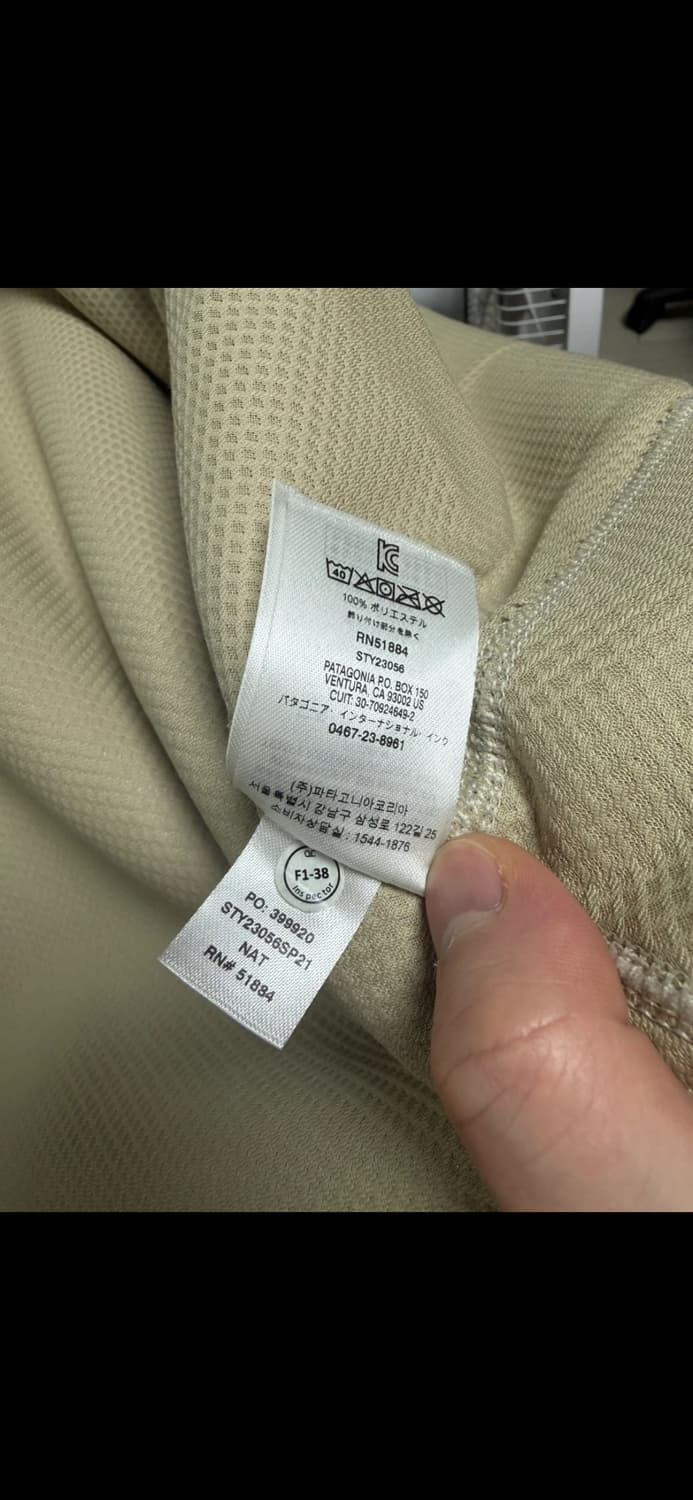 40
100% ポリエステル
飾り付け部分を除く
RN51884
STY23056
PATAGONIA P.O. BOX 150
VENTURA, CA 93002 US
CUIT: 30-70924649-2
パタゴニア・インターナショナル・インク
0467-23-8961
(주)파타고니아코리아
서울특별시 강남구 삼성로 122길 25
소비자상담실 : 1544-1876
F1-38
Inspector
PO: 399920
STY23056SP21
NAT
RN# 51884